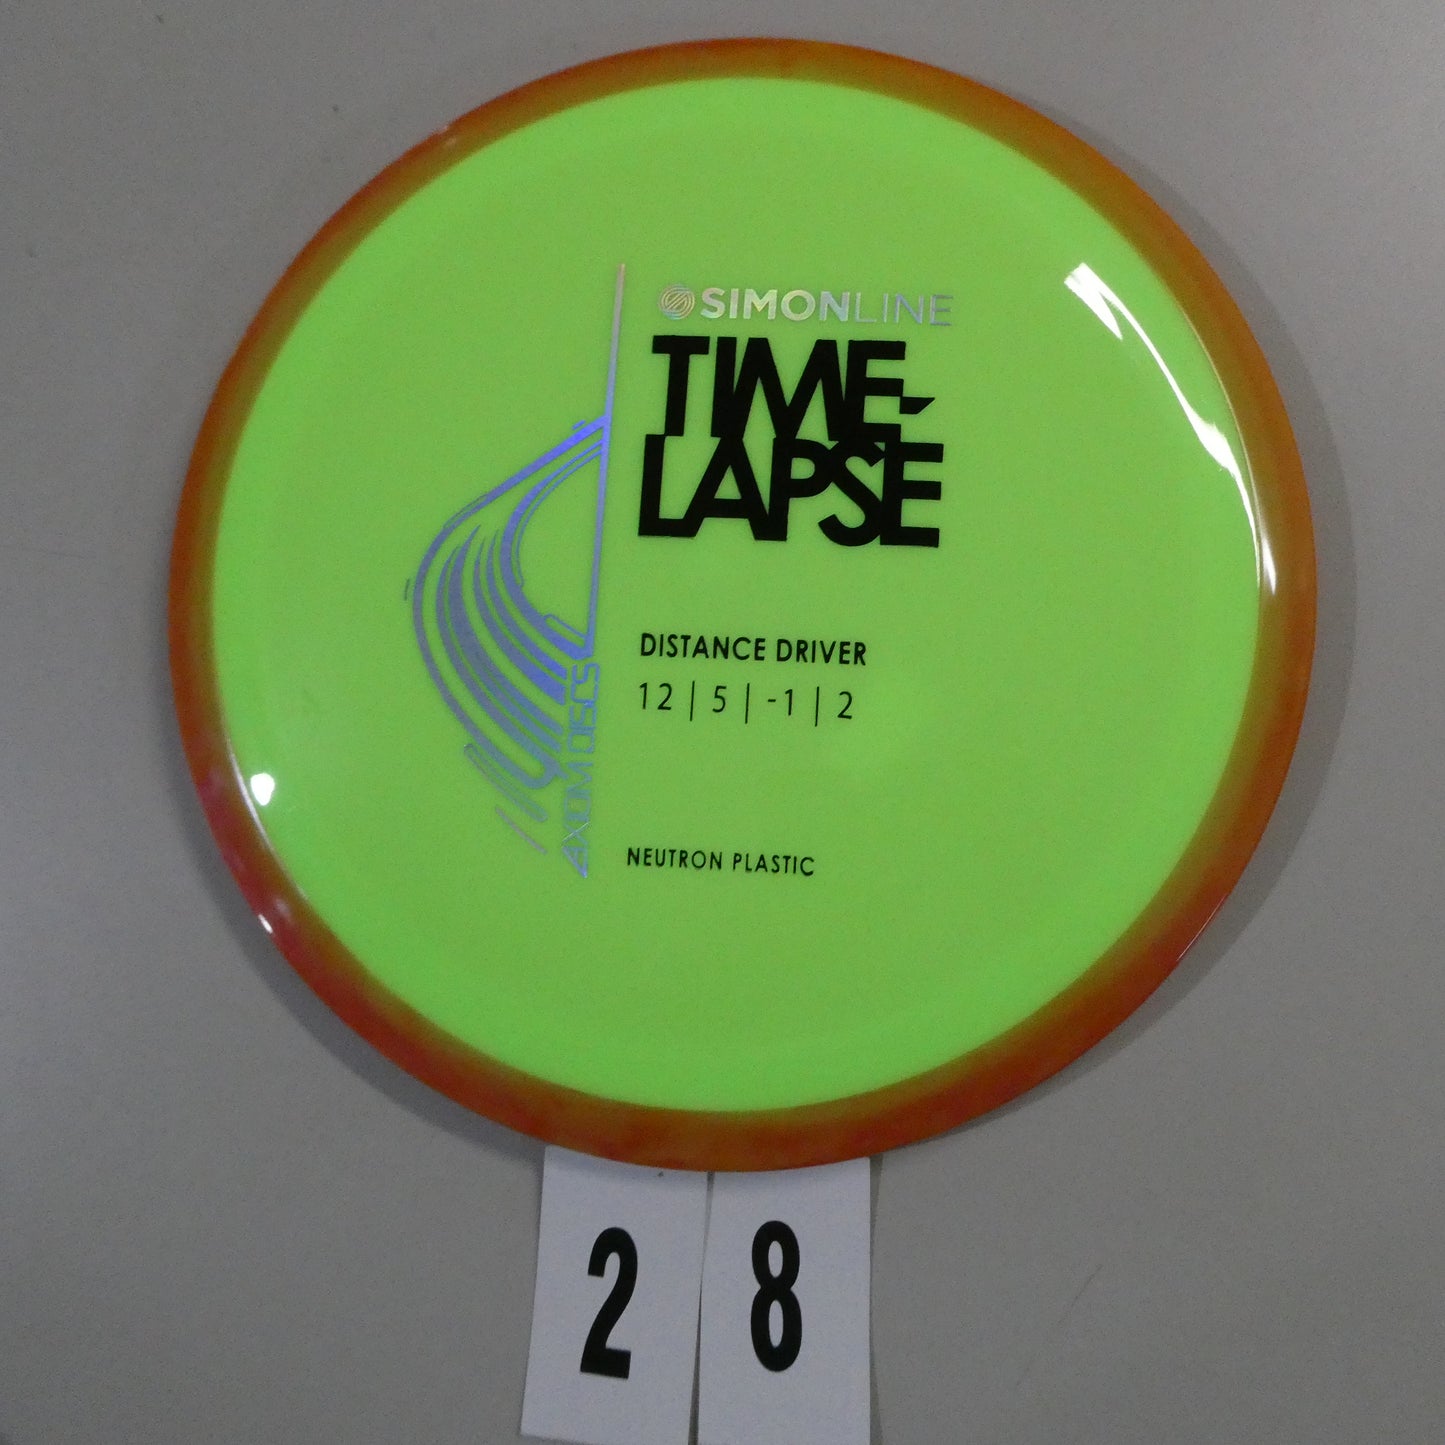 SIMONLINE
TIME-
LAPSE
DISTANCE DRIVER
12 | 5 | -1 | 2
AXIOM DISCS
NEUTRON PLASTIC
2 8